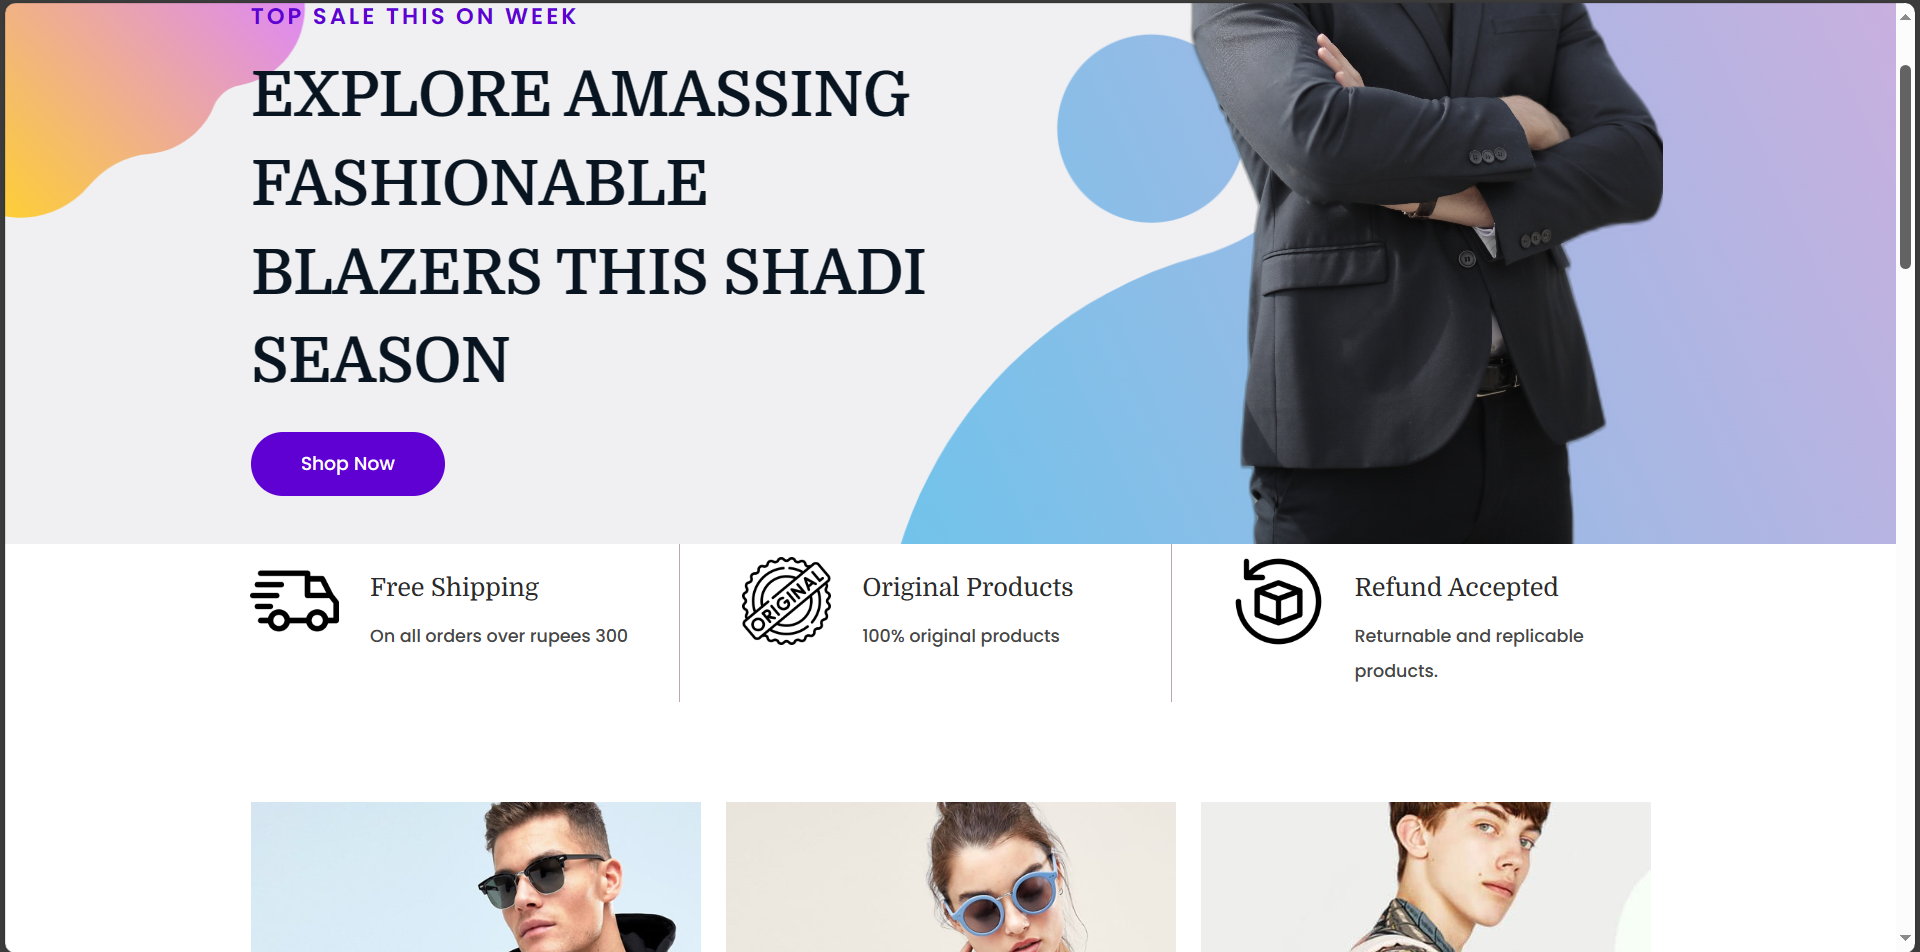 TOP SALE THIS ON WEEK
EXPLORE AMASSING
FASHIONABLE
BLAZERS THIS SHADI
SEASON
Shop Now
Free Shipping
On all orders over rupees 300
ORIGINAL
Original Products
100% original products
Refund Accepted
Returnable and replicable
products.